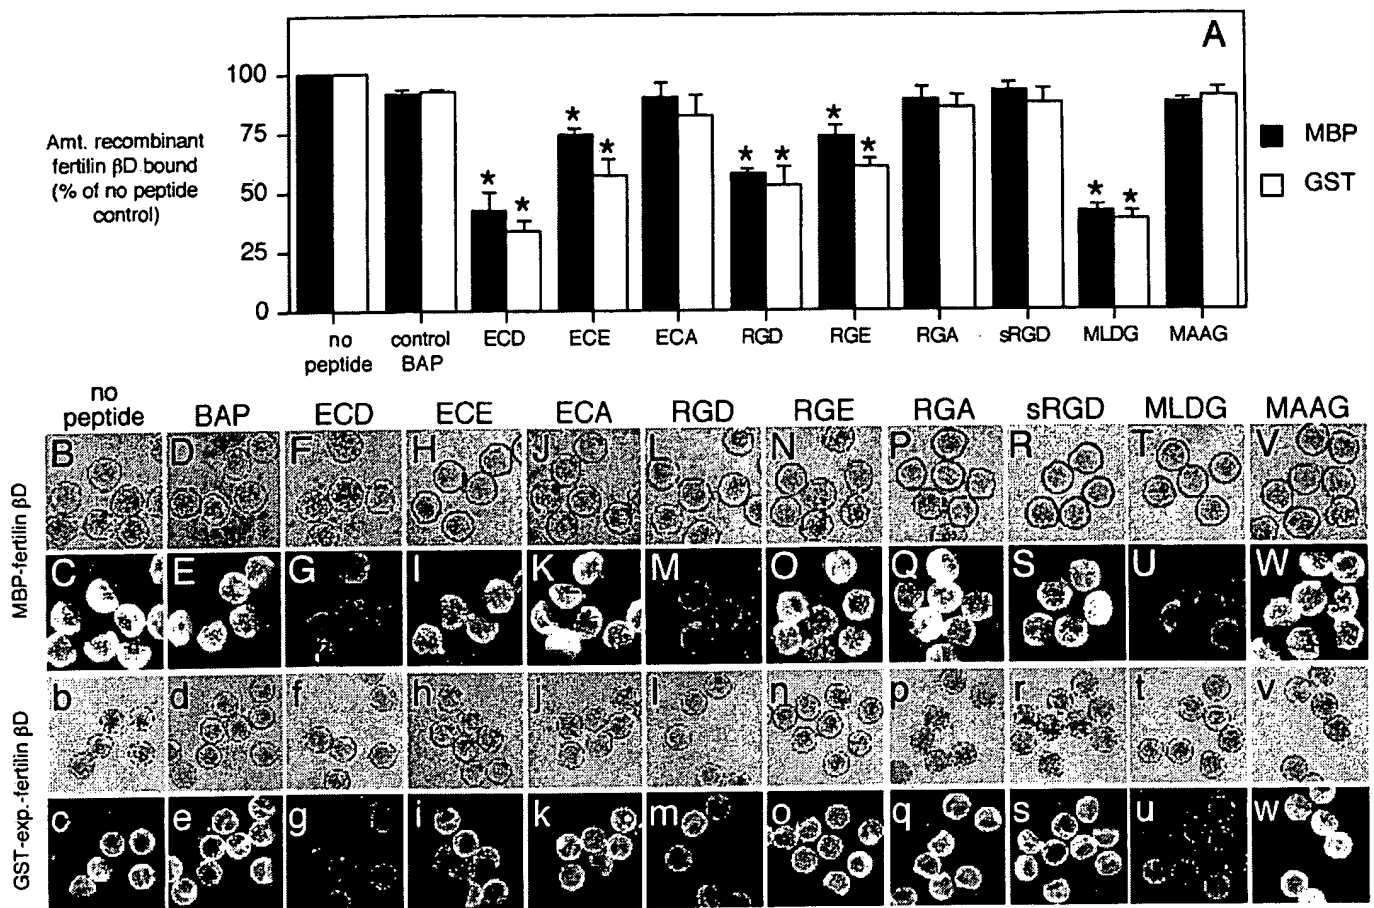 A
100
75
50
25
0
Amt. recombinant
fertilin βD bound
(% of no peptide
control)
* * * * * * * * * *
MBP
GST
no
peptide
control
BAP
ECD
ECE
ECA
RGD
RGE
RGA
sRGD
MLDG
MAAG
no
peptide BAP ECD ECE ECA RGD RGE RGA sRGD MLDG MAAG
MBP-fertilin βD
B D F H J L N P R T V
C E G I K M O Q S U W
GST-exp.-fertilin βD
b d f h j l n p r t v
c e g i k m o q s u w